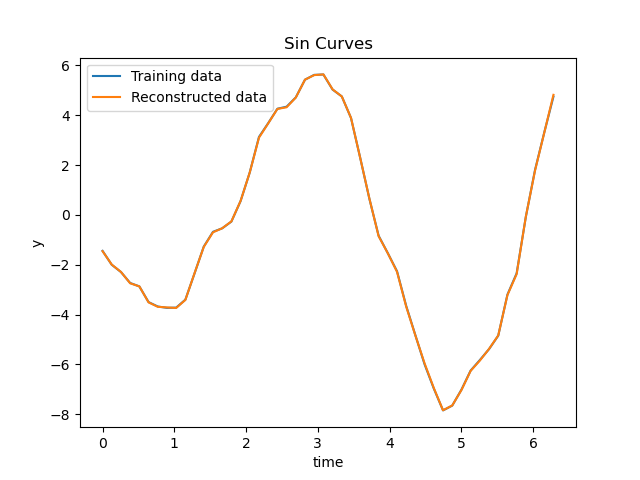 Sin Curves
Training data
Reconstructed data
6
4
2
0
−2
−4
−6
−8
y
0 1 2 3 4 5 6
time